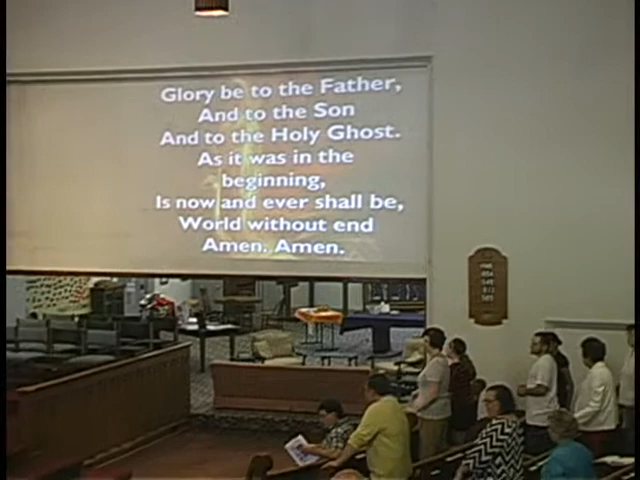 Glory be to the Father,
And to the Son
And to the Holy Ghost.
As it was in the
beginning,
Is now and ever shall be,
World without end
Amen. Amen.